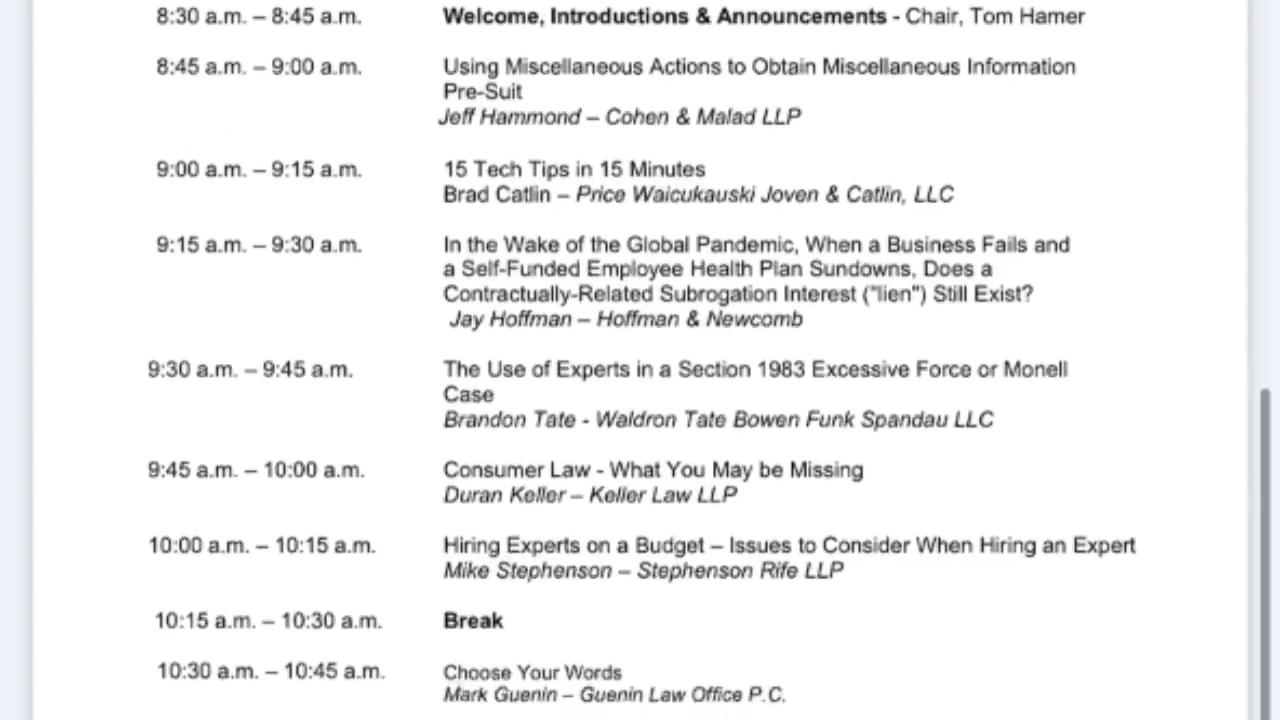 8:30 a.m. – 8:45 a.m. Welcome, Introductions & Announcements - Chair, Tom Hamer
8:45 a.m. – 9:00 a.m. Using Miscellaneous Actions to Obtain Miscellaneous Information
Pre-Suit
Jeff Hammond – Cohen & Malad LLP
9:00 a.m. – 9:15 a.m. 15 Tech Tips in 15 Minutes
Brad Catlin – Price Waicukauski Joven & Catlin, LLC
9:15 a.m. – 9:30 a.m. In the Wake of the Global Pandemic, When a Business Fails and
a Self-Funded Employee Health Plan Sundowns, Does a
Contractually-Related Subrogation Interest ("lien") Still Exist?
Jay Hoffman – Hoffman & Newcomb
9:30 a.m. – 9:45 a.m. The Use of Experts in a Section 1983 Excessive Force or Monell
Case
Brandon Tate - Waldron Tate Bowen Funk Spandau LLC
9:45 a.m. – 10:00 a.m. Consumer Law - What You May be Missing
Duran Keller – Keller Law LLP
10:00 a.m. – 10:15 a.m. Hiring Experts on a Budget – Issues to Consider When Hiring an Expert
Mike Stephenson – Stephenson Rife LLP
10:15 a.m. – 10:30 a.m. Break
10:30 a.m. – 10:45 a.m. Choose Your Words
Mark Guenin – Guenin Law Office P.C.